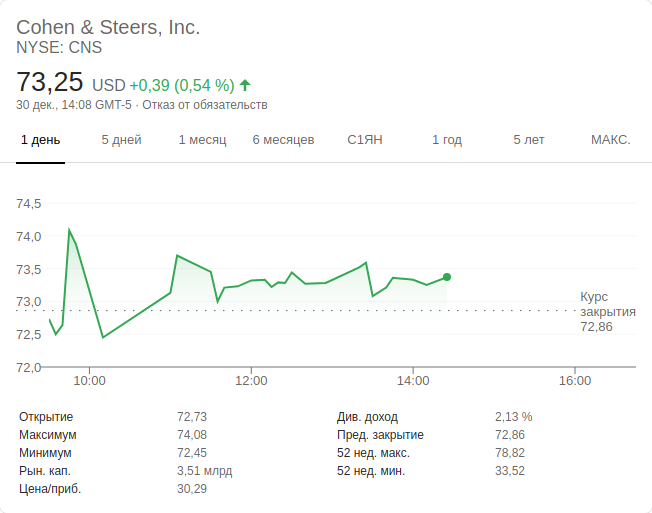 Cohen & Steers, Inc.
NYSE: CNS
73,25 USD +0,39 (0,54 %)
30 дек., 14:08 GMT-5 · Отказ от обязательств
1 день 5 дней 1 месяц 6 месяцев С1ЯН 1 год 5 лет МАКС.
74,5
74,0
73,5
73,0
72,5
72,0
Курс
закрытия
72,86
10:00 12:00 14:00 16:00
Открытие 72,73 Див. доход 2,13 %
Максимум 74,08 Пред. закрытие 72,86
Минимум 72,45 52 нед. макс. 78,82
Рын. кап. 3,51 млрд 52 нед. мин. 33,52
Цена/приб. 30,29